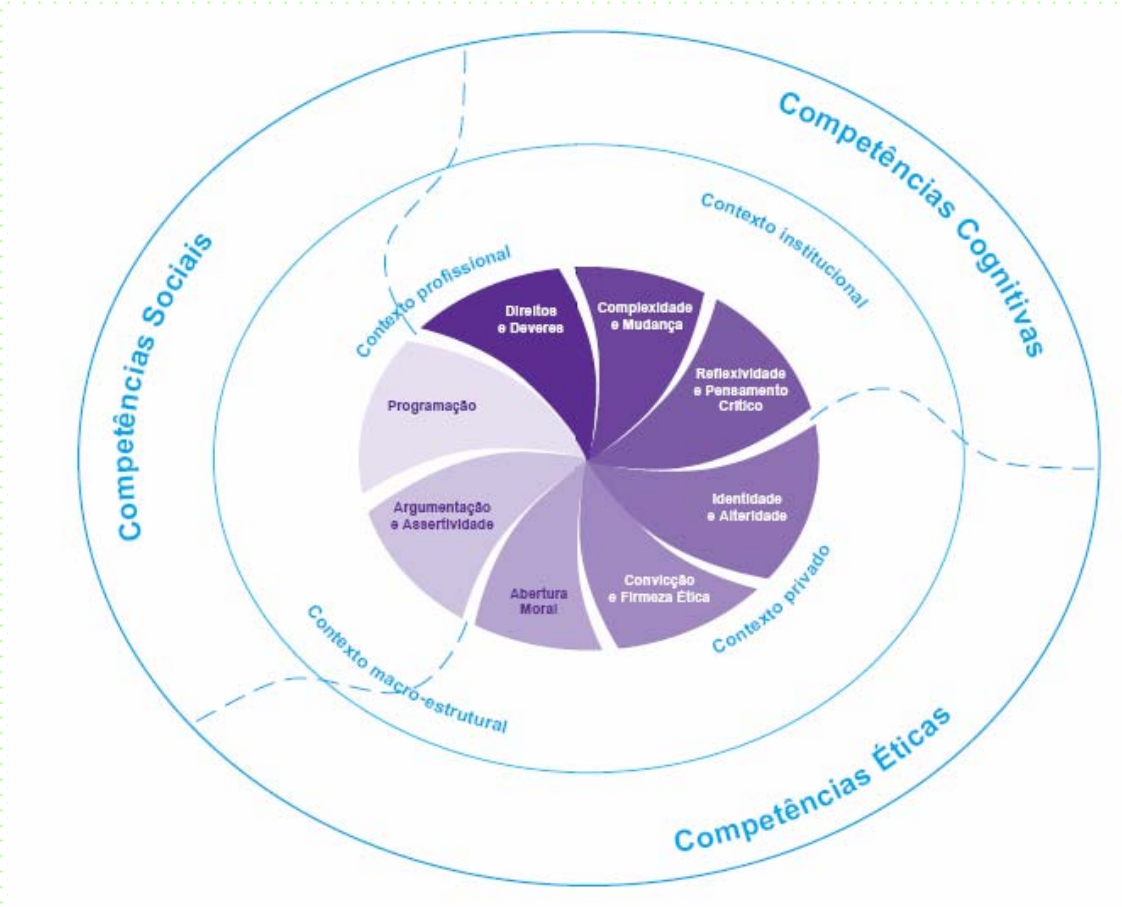 Competências Cognitivas
Competências Sociais
Contexto institucional
Contexto profissional
Direitos
e Deveres
Complexidade
e Mudança
Reflexividade
e Pensamento
Crítico
Programação
Identidade
e Alteridade
Argumentação
e Assertividade
Convicção
e Firmeza Ética
Abertura
Moral
Contexto privado
Contexto macro-estrutural
Competências Éticas